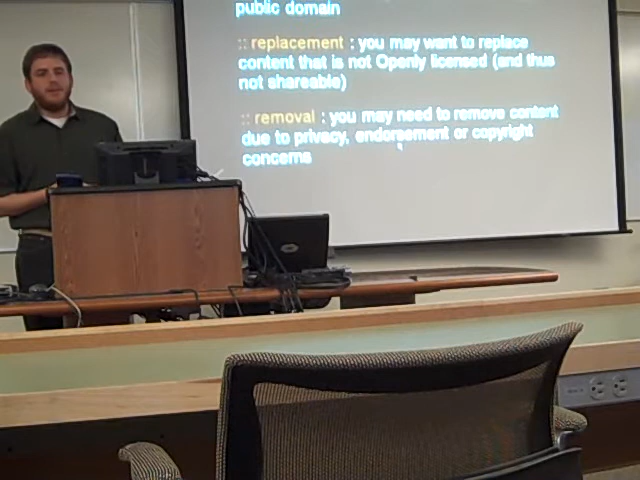 public domain
:: replacement : you may want to replace
content that is not Openly licensed (and thus
not shareable)
:: removal : you may need to remove content
due to privacy, endorsement or copyright
concerns